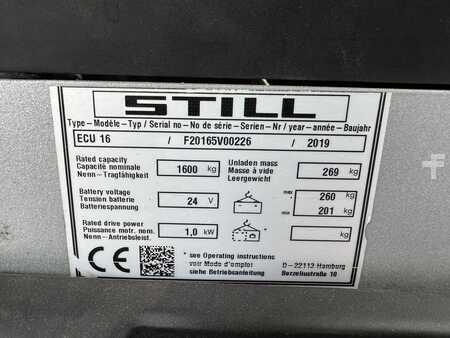 STILL
Type–Modèle–Typ / Serial no–No de série–Serien–Nr / year–année–Baujahr
ECU 16 / F20165V00226 / 2019
Rated capacity
Capacité nominale
Nenn-Tragfähigkeit
1600 kg
Unladen mass
Masse à vide
Leergewicht
269 kg
Battery voltage
Tension batterie
Batteriespannung
24 V
max 260 kg
min 201 kg
Rated drive power
Puissance mot. nom.
Nenn-Antriebsleist.
1,0 kW
*
kg
* see Operating instructions
voir Mode d'emploi
siehe Betriebsanleitung
D-22113 Hamburg
Berzeliusstraße 10
CE
F